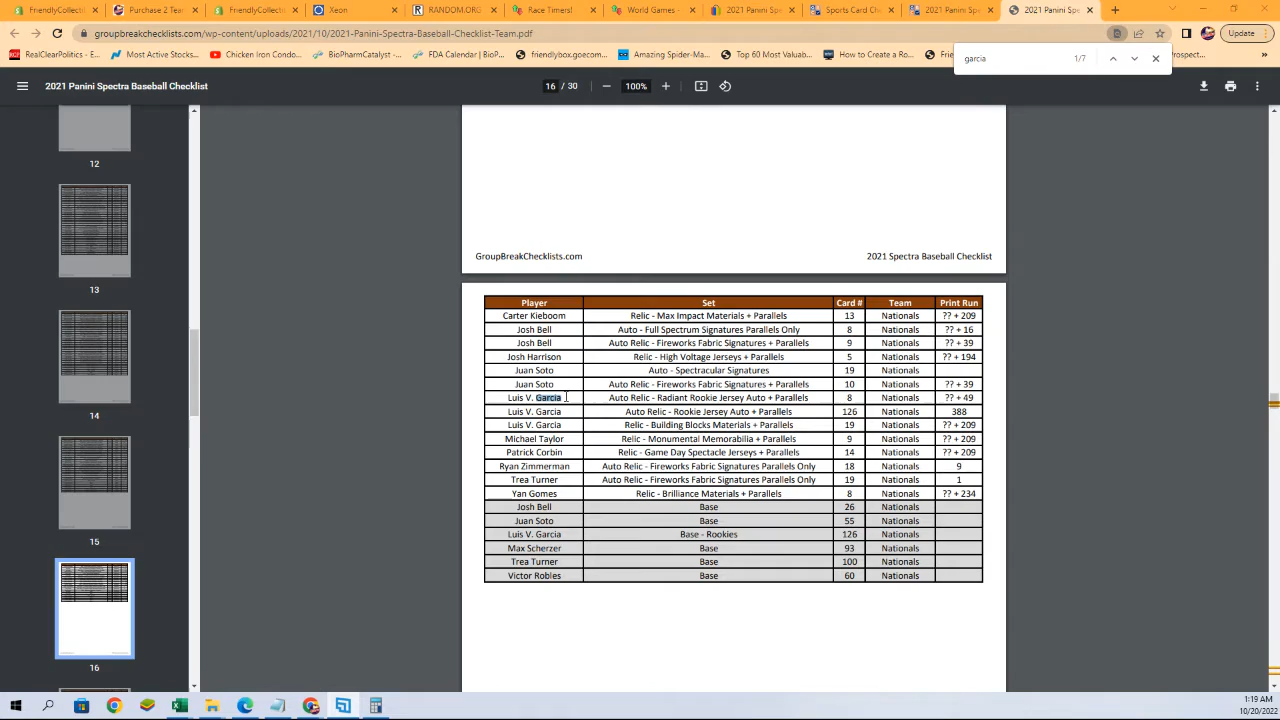 FriendlyCollecti
Purchase 2 Team
FriendlyCollecti
Xeon
RANDOM.ORG
Race Timers!
World Games -
2021 Panini Spe
Sports Card Che
2021 Panini Spe
2021 Panini Spe
groupbreakchecklists.com/wp-content/uploads/2021/10/2021-Panini-Spectra-Baseball-Checklist-Team.pdf
Update
RealClearPolitics - E...
Most Active Stocks...
Chicken Iron Condo...
BioPharmCatalyst -...
FDA Calendar | BioP...
friendlybox.goecom...
Amazing Spider-Ma...
Top 60 Most Valuab...
How to Create a Ro...
garcia 1/7
2021 Panini Spectra Baseball Checklist
16 / 30
100%
12
13
14
15
16
GroupBreakChecklists.com 2021 Spectra Baseball Checklist
Player Set Card # Team Print Run
Carter Kieboom Relic - Max Impact Materials + Parallels 13 Nationals ?? + 209
Josh Bell Auto - Full Spectrum Signatures Parallels Only 8 Nationals ?? + 16
Josh Bell Auto Relic - Fireworks Fabric Signatures + Parallels 9 Nationals ?? + 39
Josh Harrison Relic - High Voltage Jerseys + Parallels 5 Nationals ?? + 194
Juan Soto Auto - Spectracular Signatures 19 Nationals
Juan Soto Auto Relic - Fireworks Fabric Signatures + Parallels 10 Nationals ?? + 39
Luis V. Garcia Auto Relic - Radiant Rookie Jersey Auto + Parallels 8 Nationals ?? + 49
Luis V. Garcia Auto Relic - Rookie Jersey Auto + Parallels 126 Nationals 388
Luis V. Garcia Relic - Building Blocks Materials + Parallels 19 Nationals ?? + 209
Michael Taylor Relic - Monumental Memorabilia + Parallels 9 Nationals ?? + 209
Patrick Corbin Relic - Game Day Spectacle Jerseys + Parallels 14 Nationals ?? + 209
Ryan Zimmerman Auto Relic - Fireworks Fabric Signatures Parallels Only 18 Nationals 9
Trea Turner Auto Relic - Fireworks Fabric Signatures Parallels Only 19 Nationals 1
Yan Gomes Relic - Brilliance Materials + Parallels 8 Nationals ?? + 234
Josh Bell Base 26 Nationals
Juan Soto Base 55 Nationals
Luis V. Garcia Base - Rookies 126 Nationals
Max Scherzer Base 93 Nationals
Trea Turner Base 100 Nationals
Victor Robles Base 60 Nationals
1:19 AM
10/20/2022